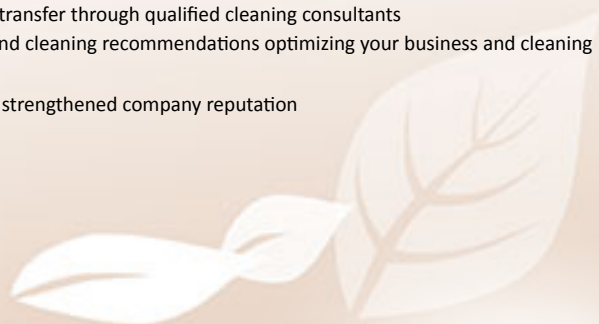 transfer through qualified cleaning consultants
nd cleaning recommendations optimizing your business and cleaning
strengthened company reputation